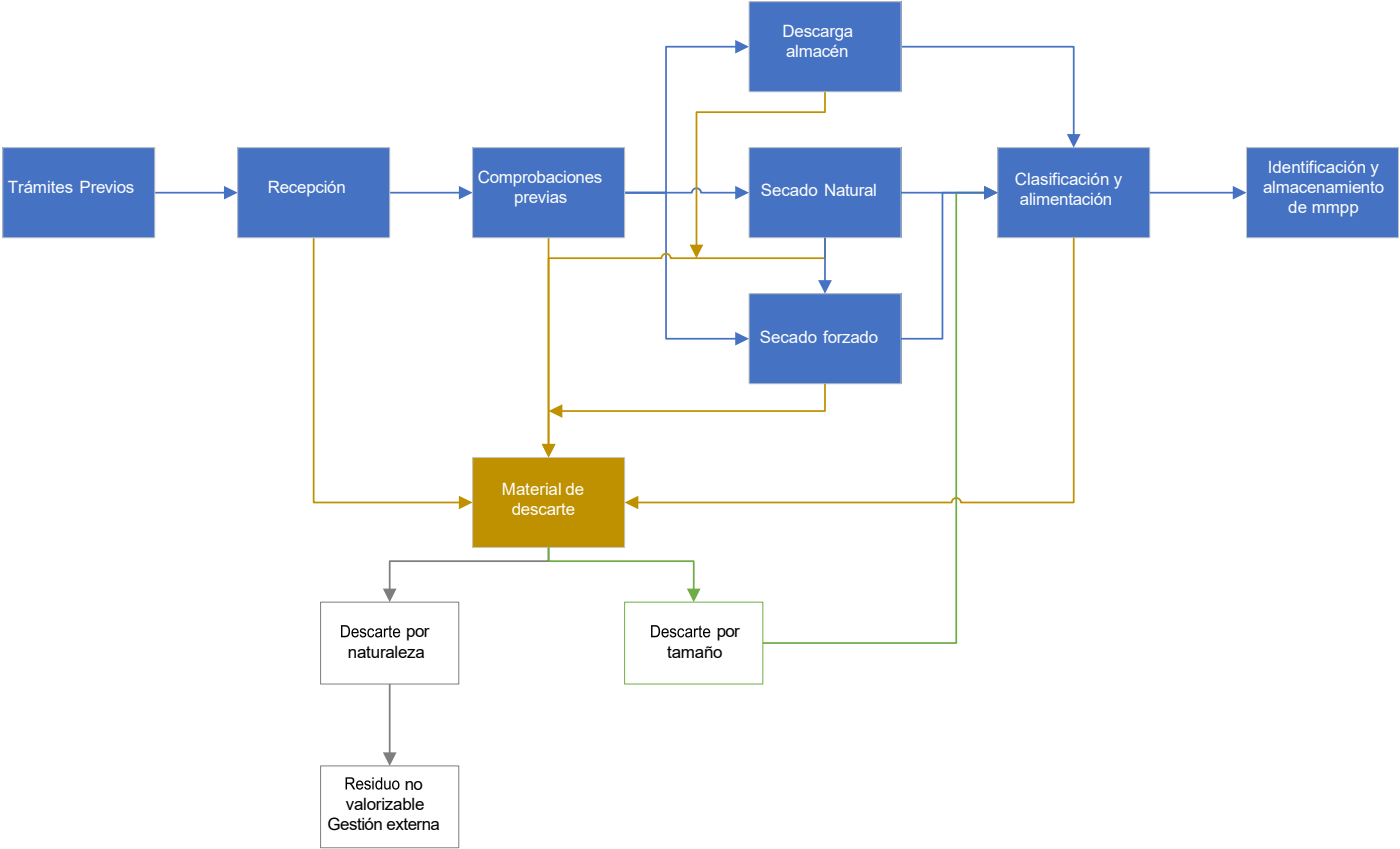 Descarga
almacén
Trámites Previos
Recepción
Comprobaciones
previas
Secado Natural
Clasificación y
alimentación
Identificación y
almacenamiento
de mmpp
Secado forzado
Material de
descarte
Descarte por
naturaleza
Descarte por
tamaño
Residuo no
valorizable
Gestión externa